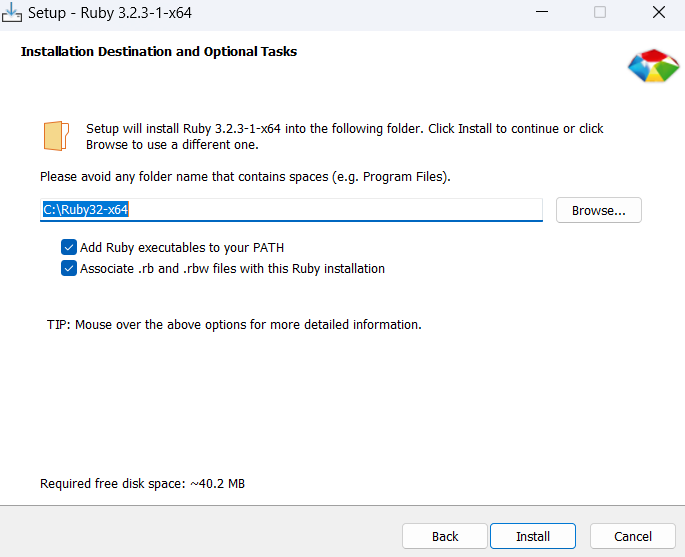 Setup - Ruby 3.2.3-1-x64
Installation Destination and Optional Tasks
Setup will install Ruby 3.2.3-1-x64 into the following folder. Click Install to continue or click
Browse to use a different one.
Please avoid any folder name that contains spaces (e.g. Program Files).
C:\Ruby32-x64
Browse...
Add Ruby executables to your PATH
Associate .rb and .rbw files with this Ruby installation
TIP: Mouse over the above options for more detailed information.
Required free disk space: ~40.2 MB
Back
Install
Cancel